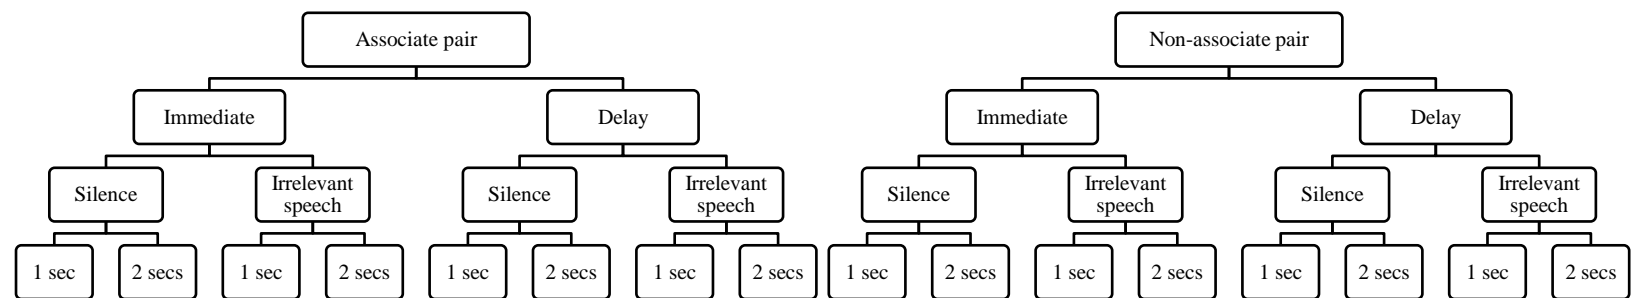 Associate pair
Non-associate pair
Immediate
Delay
Immediate
Delay
Silence
Irrelevant
speech
Silence
Irrelevant
speech
Silence
Irrelevant
speech
Silence
Irrelevant
speech
1 sec
2 secs
1 sec
2 secs
1 sec
2 secs
1 sec
2 secs
1 sec
2 secs
1 sec
2 secs
1 sec
2 secs
1 sec
2 secs